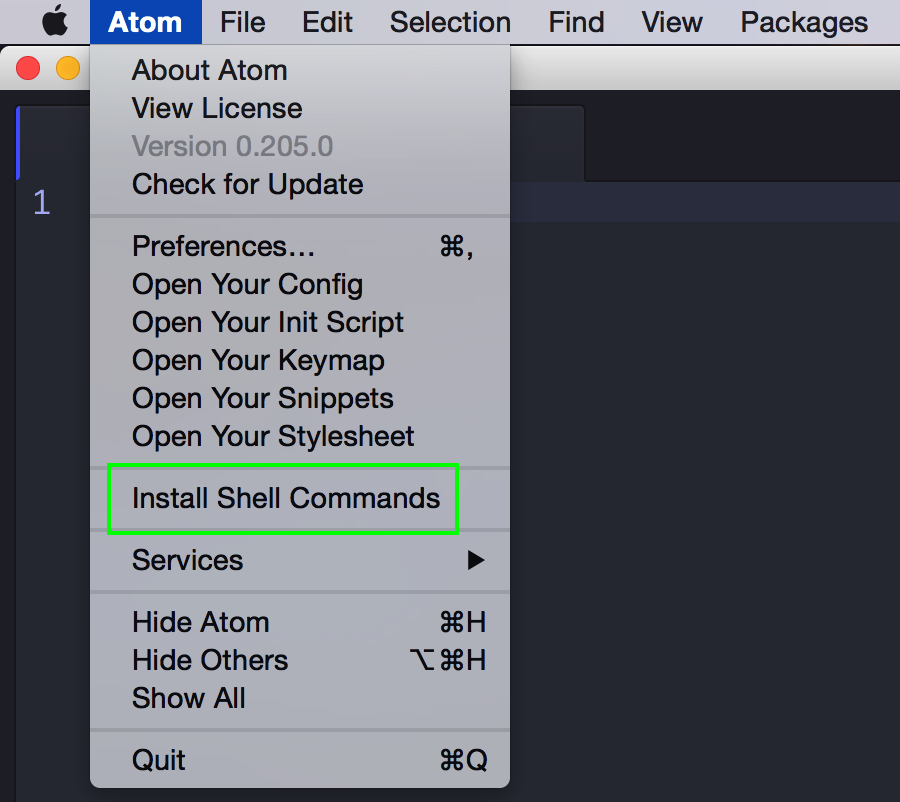 Atom File Edit Selection Find View Packages
About Atom
View License
Version 0.205.0
Check for Update
1
Preferences… ⌘,
Open Your Config
Open Your Init Script
Open Your Keymap
Open Your Snippets
Open Your Stylesheet
Install Shell Commands
Services ▶
Hide Atom ⌘H
Hide Others ⌥⌘H
Show All
Quit ⌘Q